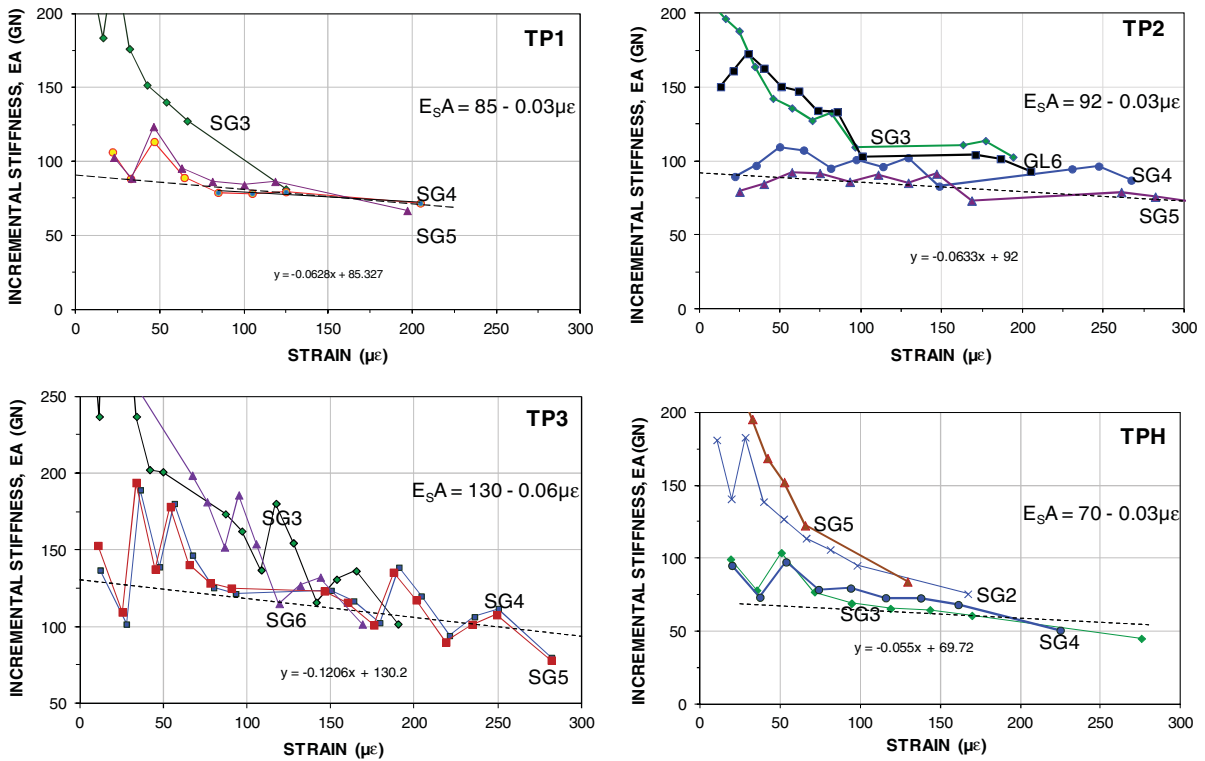 INCREMENTAL STIFFNESS, EA (GN)
200
150
100
50
0
0 50 100 150 200 250 300
STRAIN (µε)
TP1
SG3
EₛA = 85 - 0.03µε
SG4
SG5
y = -0.0628x + 85.327
INCREMENTAL STIFFNESS, EA (GN)
200
150
100
50
0
0 50 100 150 200 250 300
STRAIN (µε)
TP2
EₛA = 92 - 0.03µε
SG3
GL6
SG4
SG5
y = -0.0633x + 92
INCREMENTAL STIFFNESS, EA (GN)
250
200
150
100
50
0 50 100 150 200 250 300
STRAIN (µε)
TP3
EₛA = 130 - 0.06µε
SG3
SG4
SG6
SG5
y = -0.1206x + 130.2
INCREMENTAL STIFFNESS, EA (GN)
200
150
100
50
0
0 50 100 150 200 250 300
STRAIN (µε)
TPH
EₛA = 70 - 0.03µε
SG5
SG2
SG3
SG4
y = -0.055x + 69.72